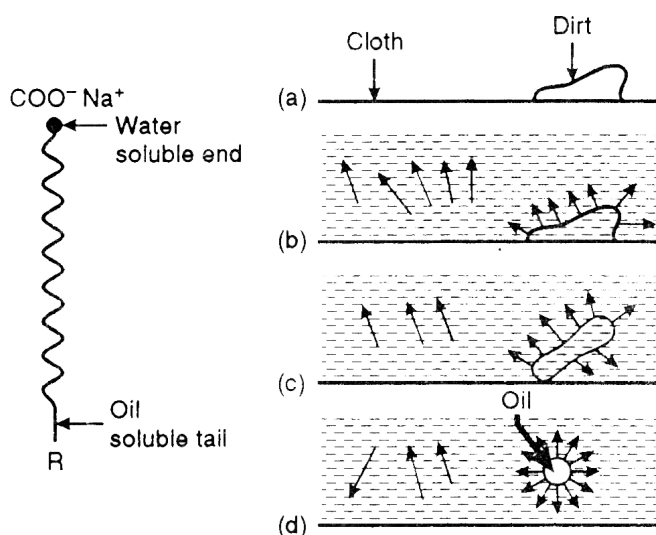 COO⁻ Na⁺
Water
soluble end
Oil
soluble tail
R
Cloth
Dirt
(a)
(b)
(c)
Oil
(d)